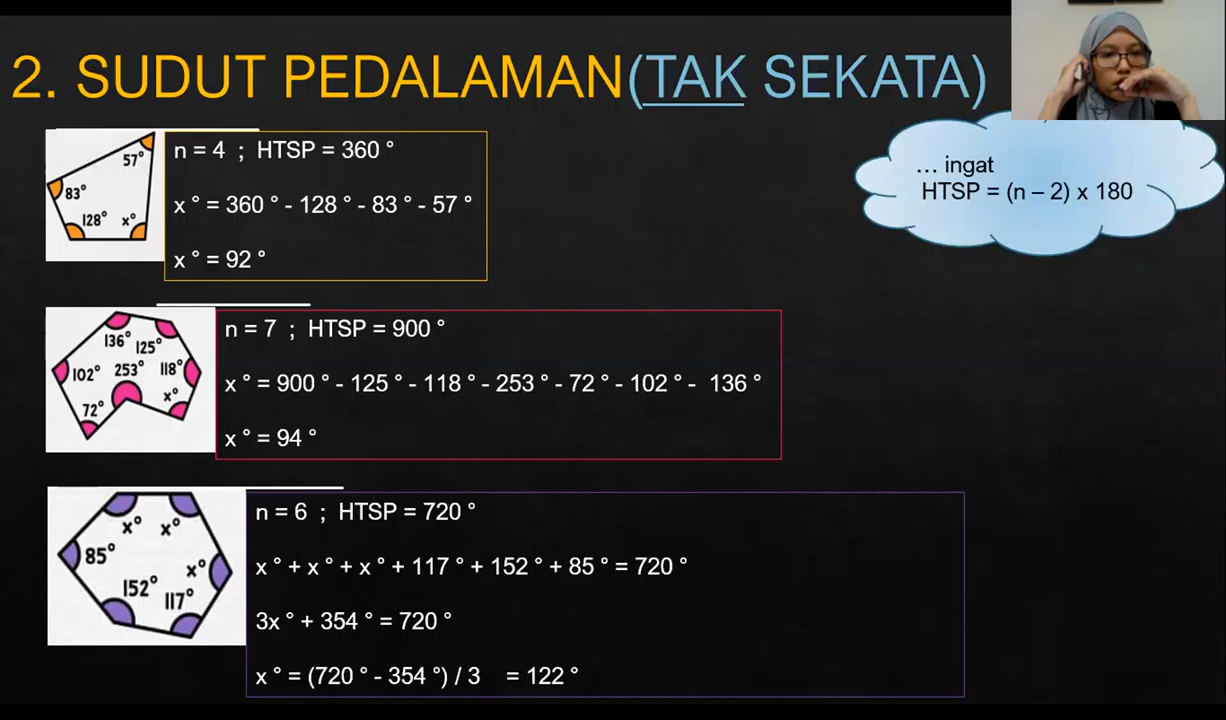 2. SUDUT PEDALAMAN(TAK SEKATA)
57°
83°
128° x°
n = 4 ; HTSP = 360 °
x ° = 360 ° - 128 ° - 83 ° - 57 °
x ° = 92 °
... ingat
HTSP = (n – 2) x 180
136° 125°
102° 253° 118°
72° x°
n = 7 ; HTSP = 900 °
x ° = 900 ° - 125 ° - 118 ° - 253 ° - 72 ° - 102 ° - 136 °
x ° = 94 °
x° x°
85° x°
152° 117°
n = 6 ; HTSP = 720 °
x ° + x ° + x ° + 117 ° + 152 ° + 85 ° = 720 °
3x ° + 354 ° = 720 °
x ° = (720 ° - 354 °) / 3 = 122 °